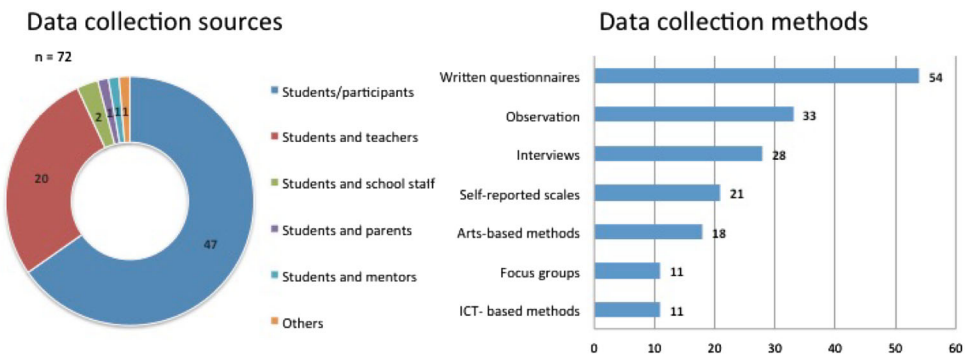 Data collection sources
n = 72
2
1
1
1
20
47
Students/participants
Students and teachers
Students and school staff
Students and parents
Students and mentors
Others
Data collection methods
Written questionnaires
54
Observation
33
Interviews
28
Self-reported scales
21
Arts-based methods
18
Focus groups
11
ICT- based methods
11
0 10 20 30 40 50 60